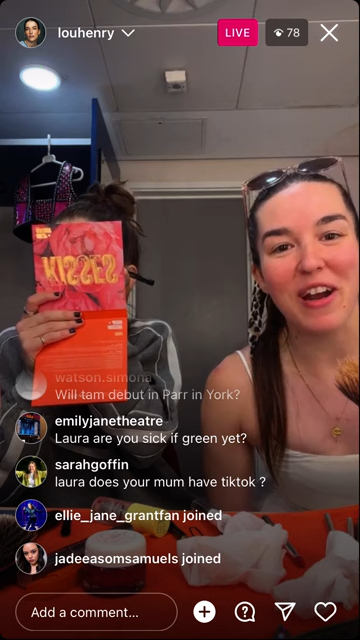 louhenry
LIVE
78
KISSES
watson.simona
Will tam debut in Parr in York?
emilyjanetheatre
Laura are you sick if green yet?
sarahgoffin
laura does your mum have tiktok ?
ellie_jane_grantfan joined
jadeeasomsamuels joined
Add a comment...